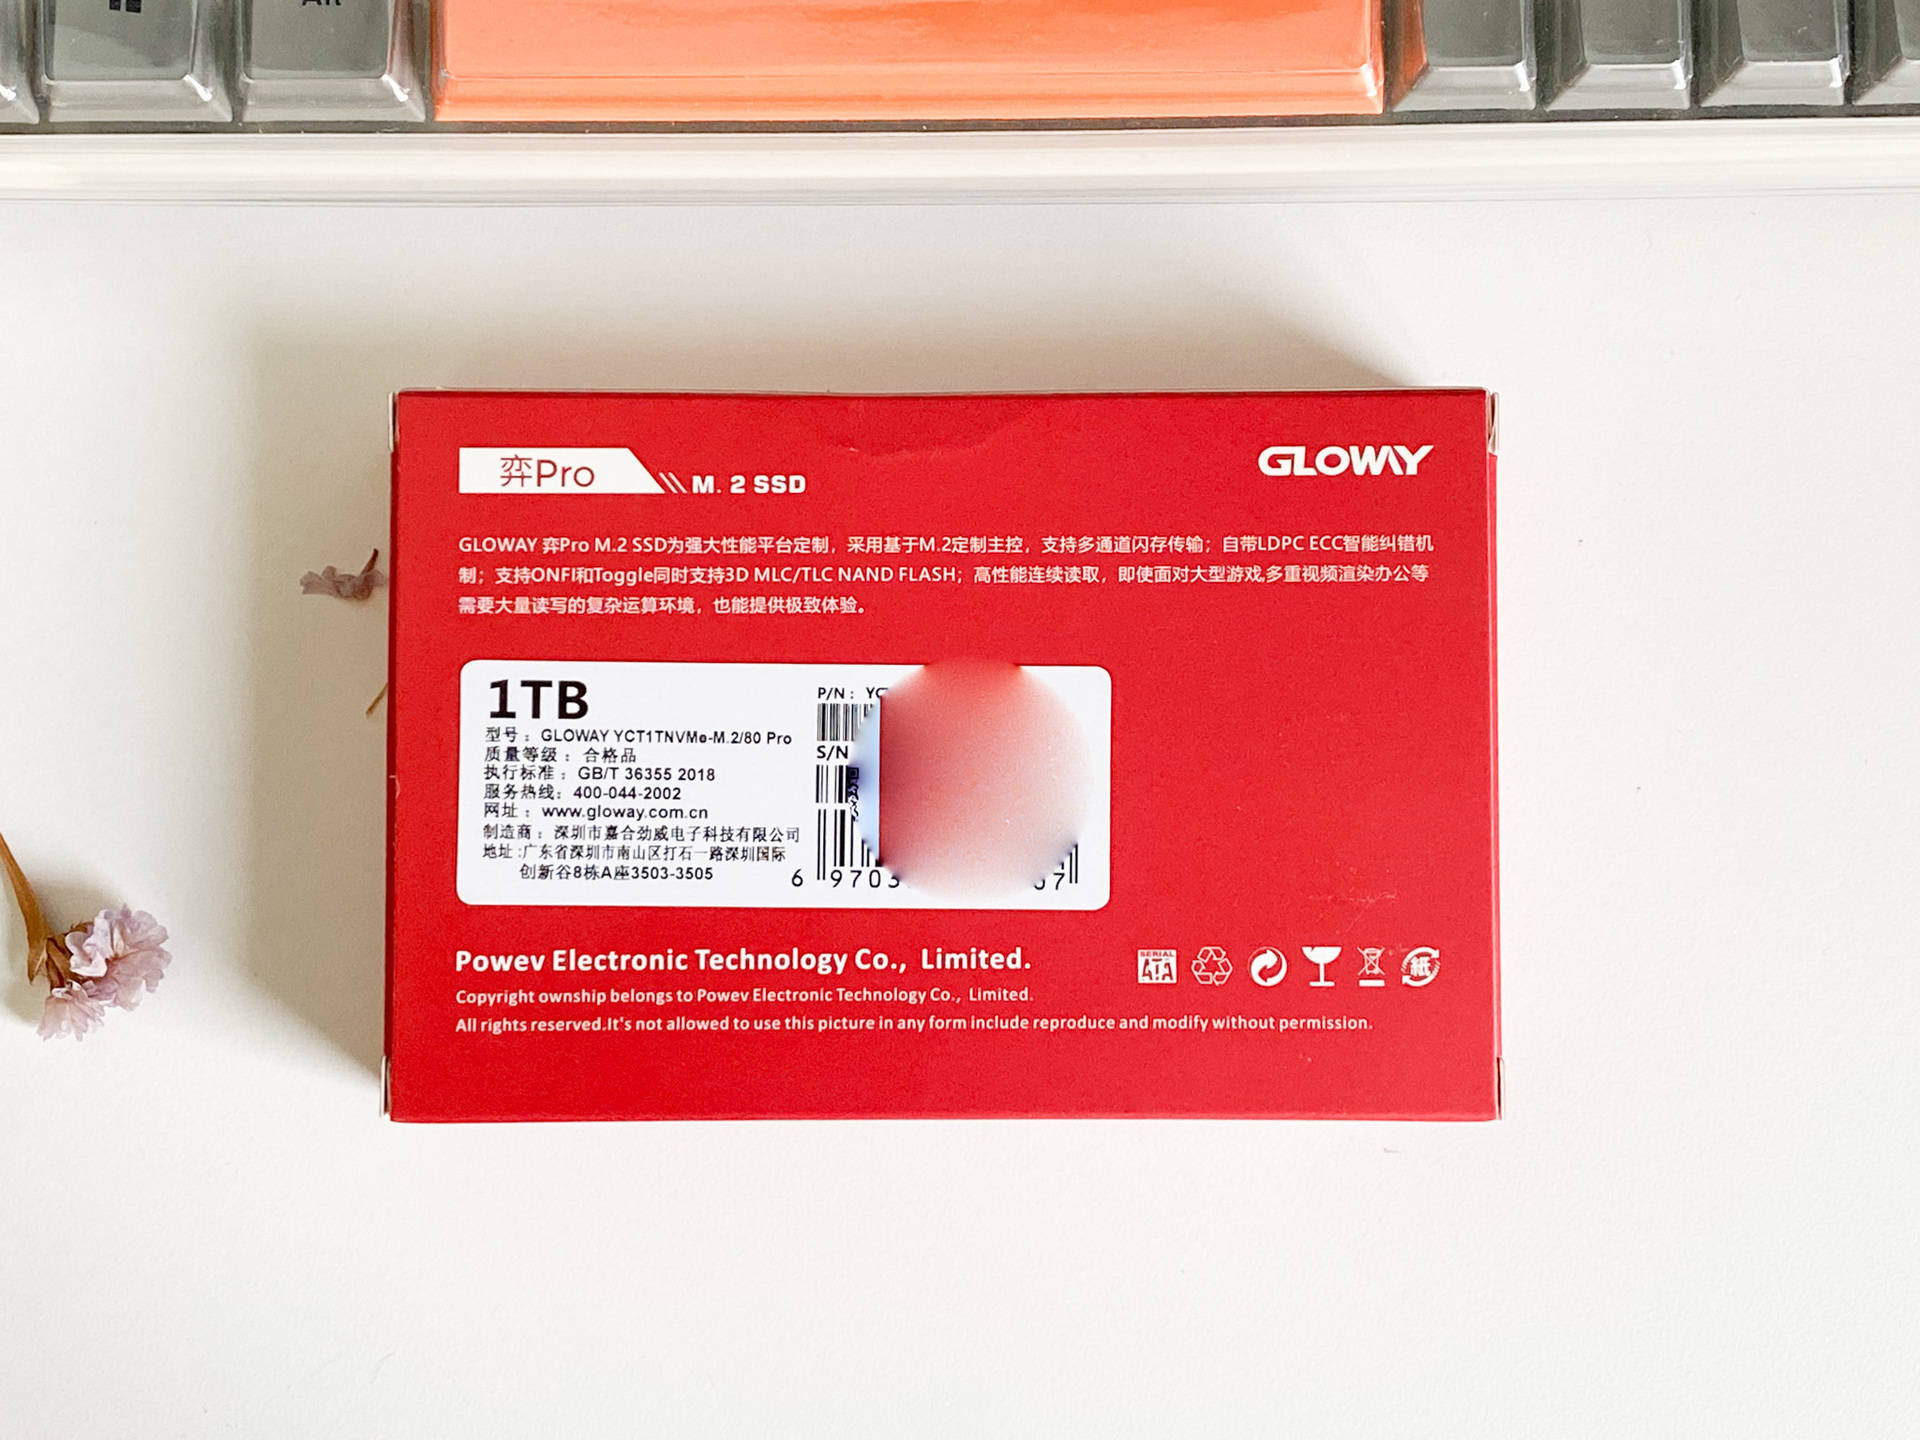 弈Pro
M. 2 SSD
GLOWAY
GLOWAY 弈Pro M.2 SSD为强大性能平台定制，采用基于M.2定制主控，支持多通道闪存传输；自带LDPC ECC智能纠错机
制；支持ONFI和Toggle同时支持3D MLC/TLC NAND FLASH；高性能连续读取，即使面对大型游戏,多重视频渲染办公等
需要大量读写的复杂运算环境，也能提供极致体验。
1TB
型号： GLOWAY YCT1TNVMe-M.2/80 Pro
质量等级： 合格品
执行标准： GB/T 36355 2018
服务热线： 400-044-2002
网址： www.gloway.com.cn
制造商： 深圳市嘉合劲威电子科技有限公司
地址:广东省深圳市南山区打石一路深圳国际
创新谷8栋A座3503-3505
P/N：
S/N
6 970
7
Powev Electronic Technology Co., Limited.
SERIAL
ATA
紙
Copyright ownship belongs to Powev Electronic Technology Co., Limited.
All rights reserved.It's not allowed to use this picture in any form include reproduce and modify without permission.